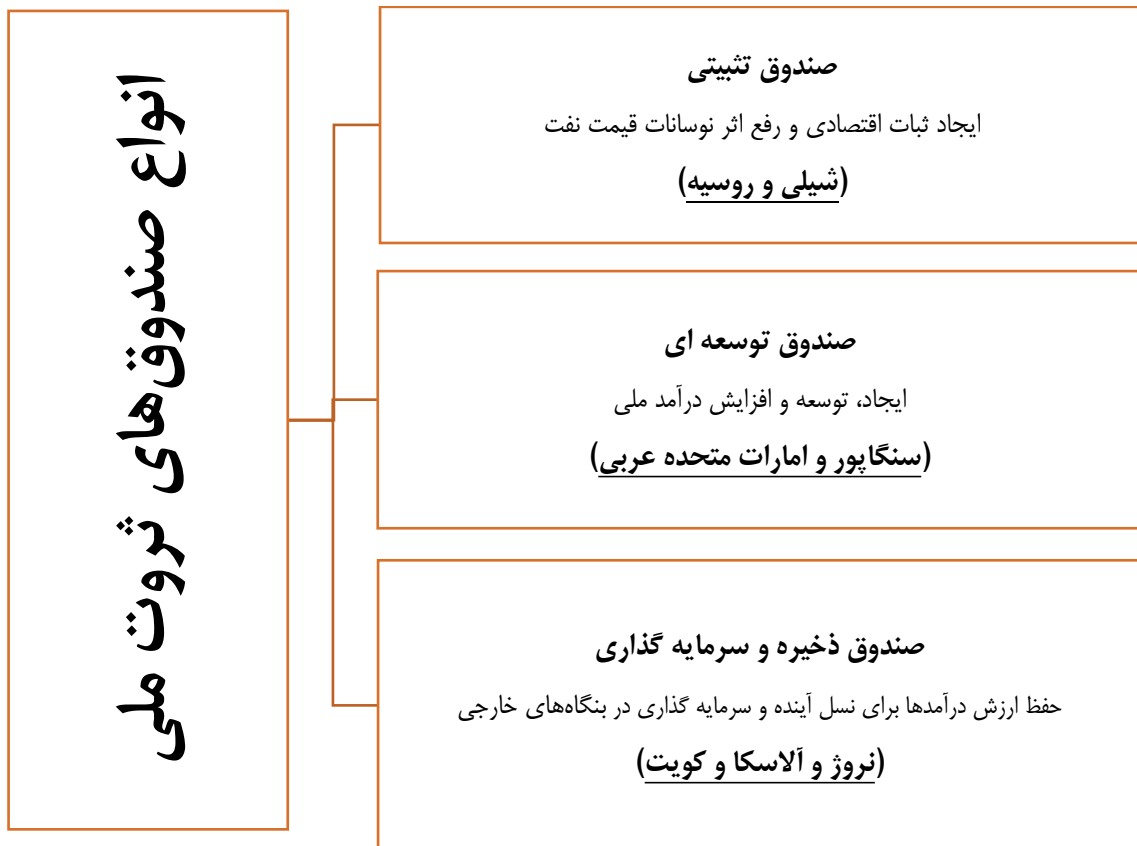 انواع صندوق‌های ثروت ملی
صندوق تثبیتی
ایجاد ثبات اقتصادی و رفع اثر نوسانات قیمت نفت
(شیلی و روسیه)
صندوق توسعه ای
ایجاد، توسعه و افزایش درآمد ملی
(سنگاپور و امارات متحده عربی)
صندوق ذخیره و سرمایه گذاری
حفظ ارزش درآمدها برای نسل آینده و سرمایه گذاری در بنگاه‌های خارجی
(نروژ و آلاسکا و کویت)